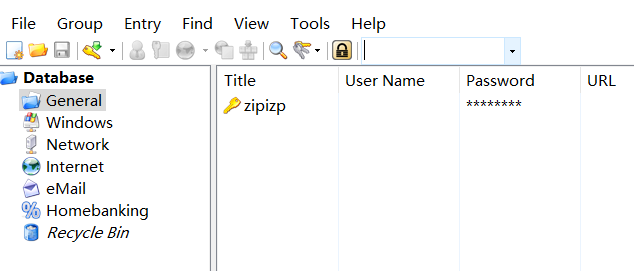 File Group Entry Find View Tools Help
Database
General
Windows
Network
Internet
eMail
Homebanking
Recycle Bin
Title User Name Password URL
zipizp ********